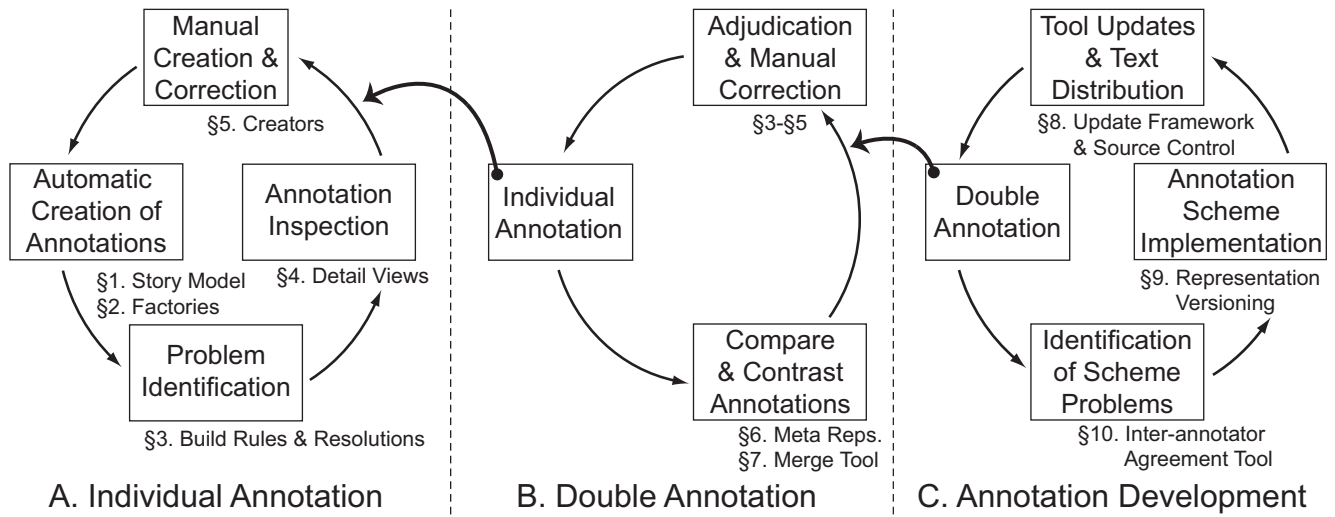 Manual
Creation &
Correction
§5. Creators
Automatic
Creation of
Annotations
§1. Story Model
§2. Factories
Annotation
Inspection
§4. Detail Views
Problem
Identification
§3. Build Rules & Resolutions
A. Individual Annotation
Adjudication
& Manual
Correction
§3-§5
Individual
Annotation
Compare
& Contrast
Annotations
§6. Meta Reps.
§7. Merge Tool
B. Double Annotation
Tool Updates
& Text
Distribution
§8. Update Framework
& Source Control
Double
Annotation
Annotation
Scheme
Implementation
§9. Representation
Versioning
Identification
of Scheme
Problems
§10. Inter-annotator
Agreement Tool
C. Annotation Development